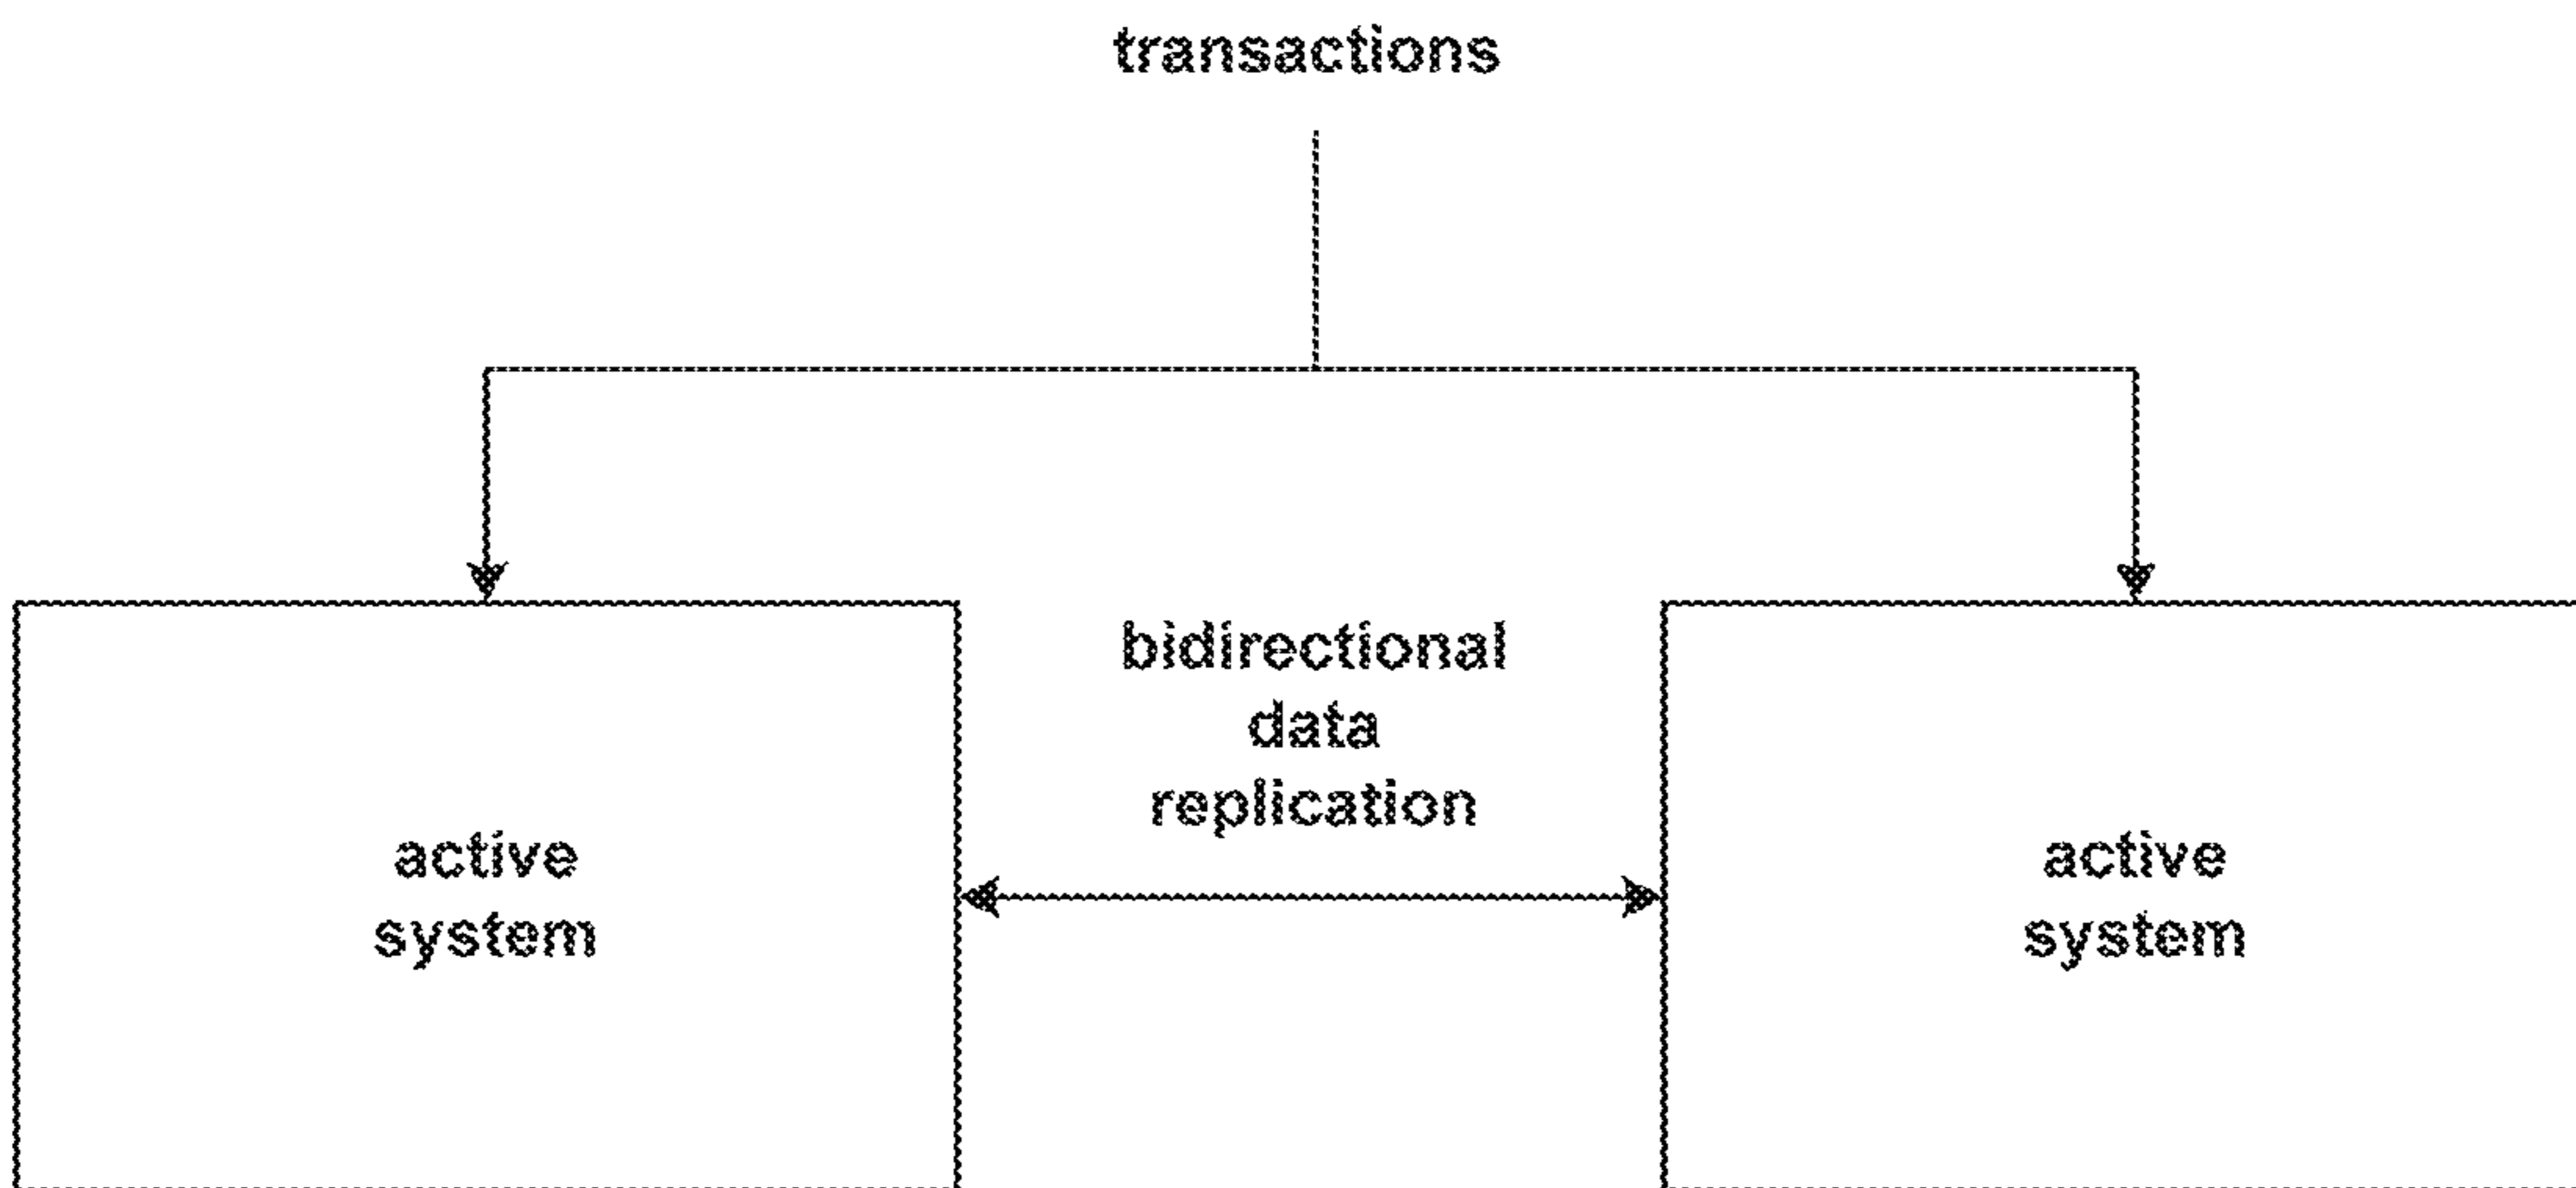 transactions
bidirectional
data
replication
active
system
active
system